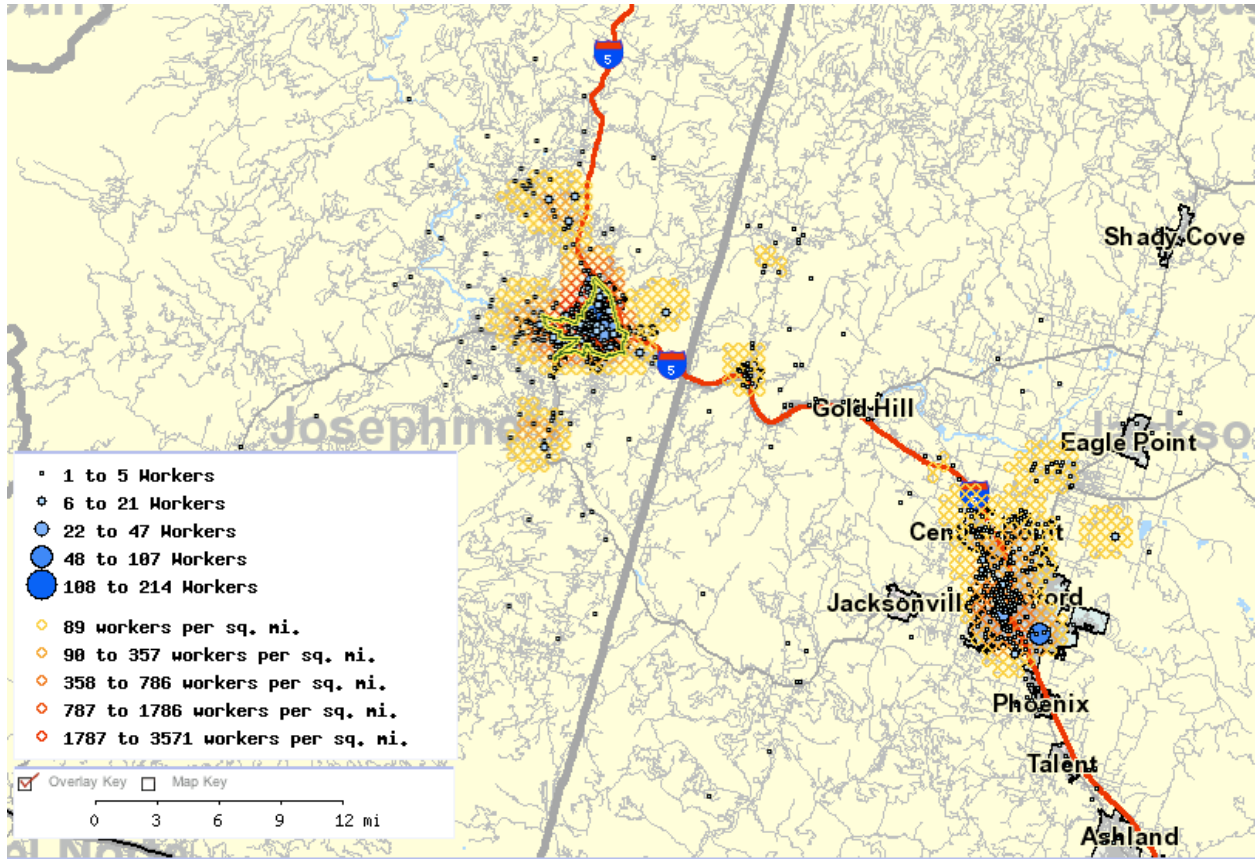 5
Shady Cove
5
Gold Hill
Josephine
Eagle Point
1 to 5 Workers
6 to 21 Workers
22 to 47 Workers
48 to 107 Workers
108 to 214 Workers
Jacksonvill
89 workers per sq. mi.
90 to 357 workers per sq. mi.
358 to 786 workers per sq. mi.
787 to 1786 workers per sq. mi.
1787 to 3571 workers per sq. mi.
Phoenix
Talent
Overlay Key
Map Key
0 3 6 9 12 mi
Ashland